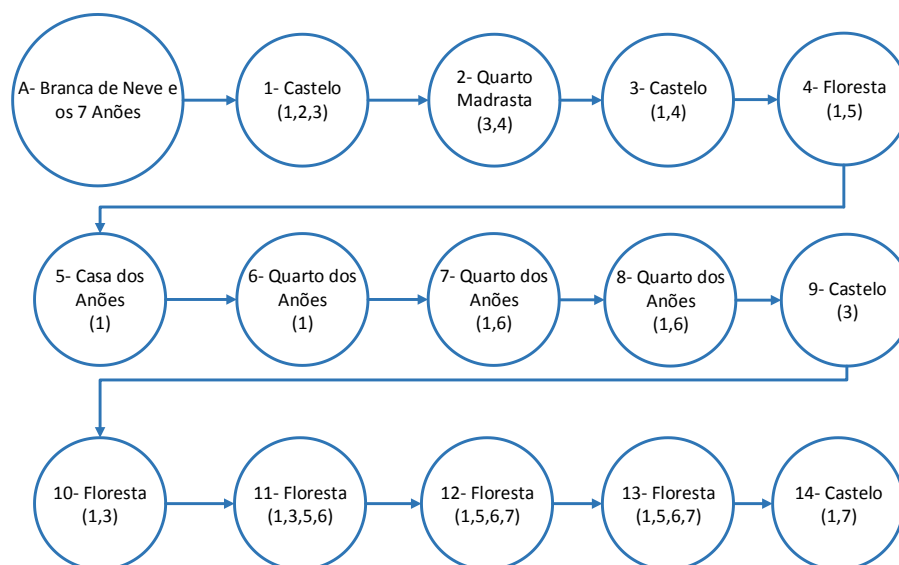 A- Branca de Neve e
os 7 Anões
1- Castelo
(1,2,3)
2- Quarto
Madrasta
(3,4)
3- Castelo
(1,4)
4- Floresta
(1,5)
5- Casa dos
Anões
(1)
6- Quarto dos
Anões
(1)
7- Quarto dos
Anões
(1,6)
8- Quarto dos
Anões
(1,6)
9- Castelo
(3)
10- Floresta
(1,3)
11- Floresta
(1,3,5,6)
12- Floresta
(1,5,6,7)
13- Floresta
(1,5,6,7)
14- Castelo
(1,7)